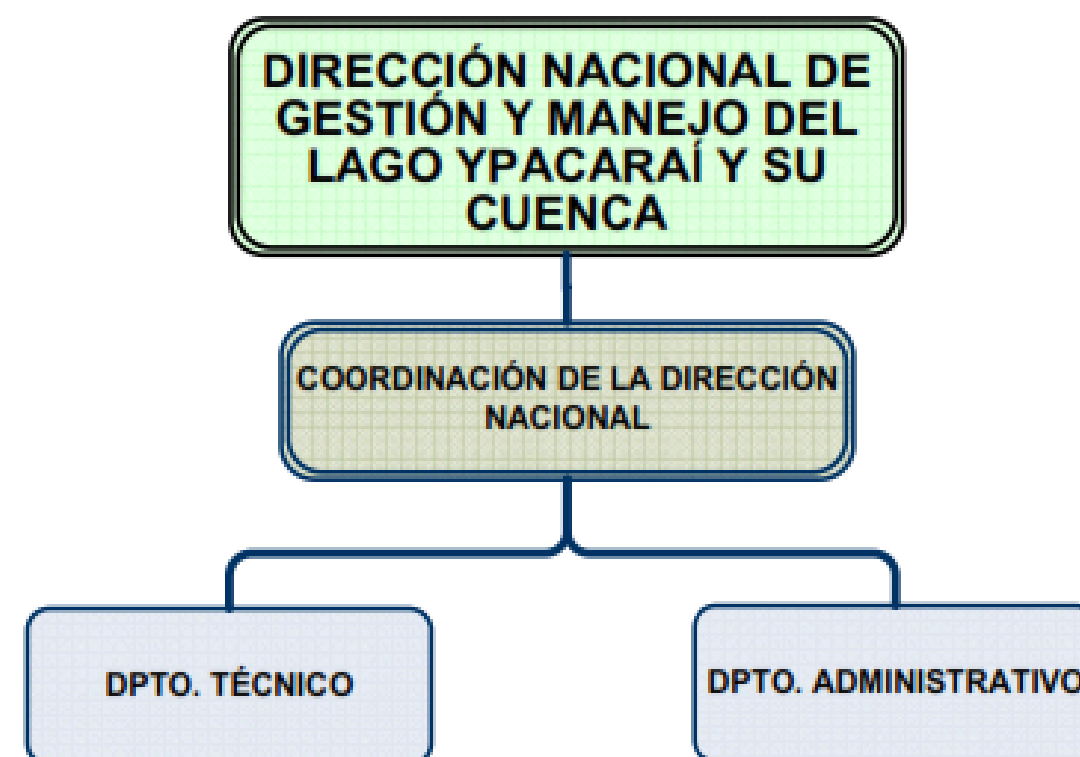 DIRECCIÓN NACIONAL DE
GESTIÓN Y MANEJO DEL
LAGO YPACARAÍ Y SU
CUENCA
COORDINACIÓN DE LA DIRECCIÓN
NACIONAL
DPTO. TÉCNICO
DPTO. ADMINISTRATIVO